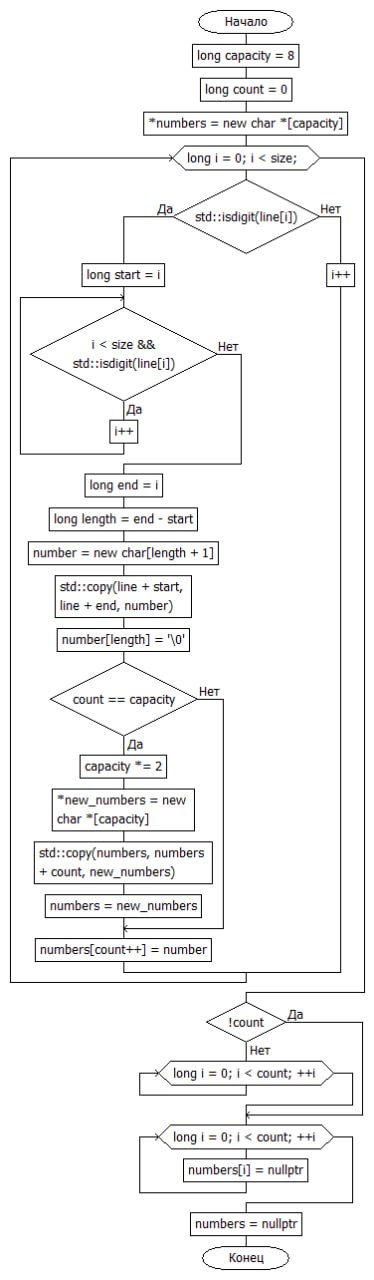 Начало
long capacity = 8
long count = 0
*numbers = new char *[capacity]
long i = 0; i < size;
Да
Нет
std::isdigit(line[i])
long start = i
i++
i < size &&
std::isdigit(line[i])
Нет
Да
i++
long end = i
long length = end - start
number = new char[length + 1]
std::copy(line + start,
line + end, number)
number[length] = '\0'
count == capacity
Нет
Да
capacity *= 2
*new_numbers = new
char *[capacity]
std::copy(numbers, numbers
+ count, new_numbers)
numbers = new_numbers
numbers[count++] = number
!count
Да
Нет
long i = 0; i < count; ++i
long i = 0; i < count; ++i
numbers[i] = nullptr
numbers = nullptr
Конец